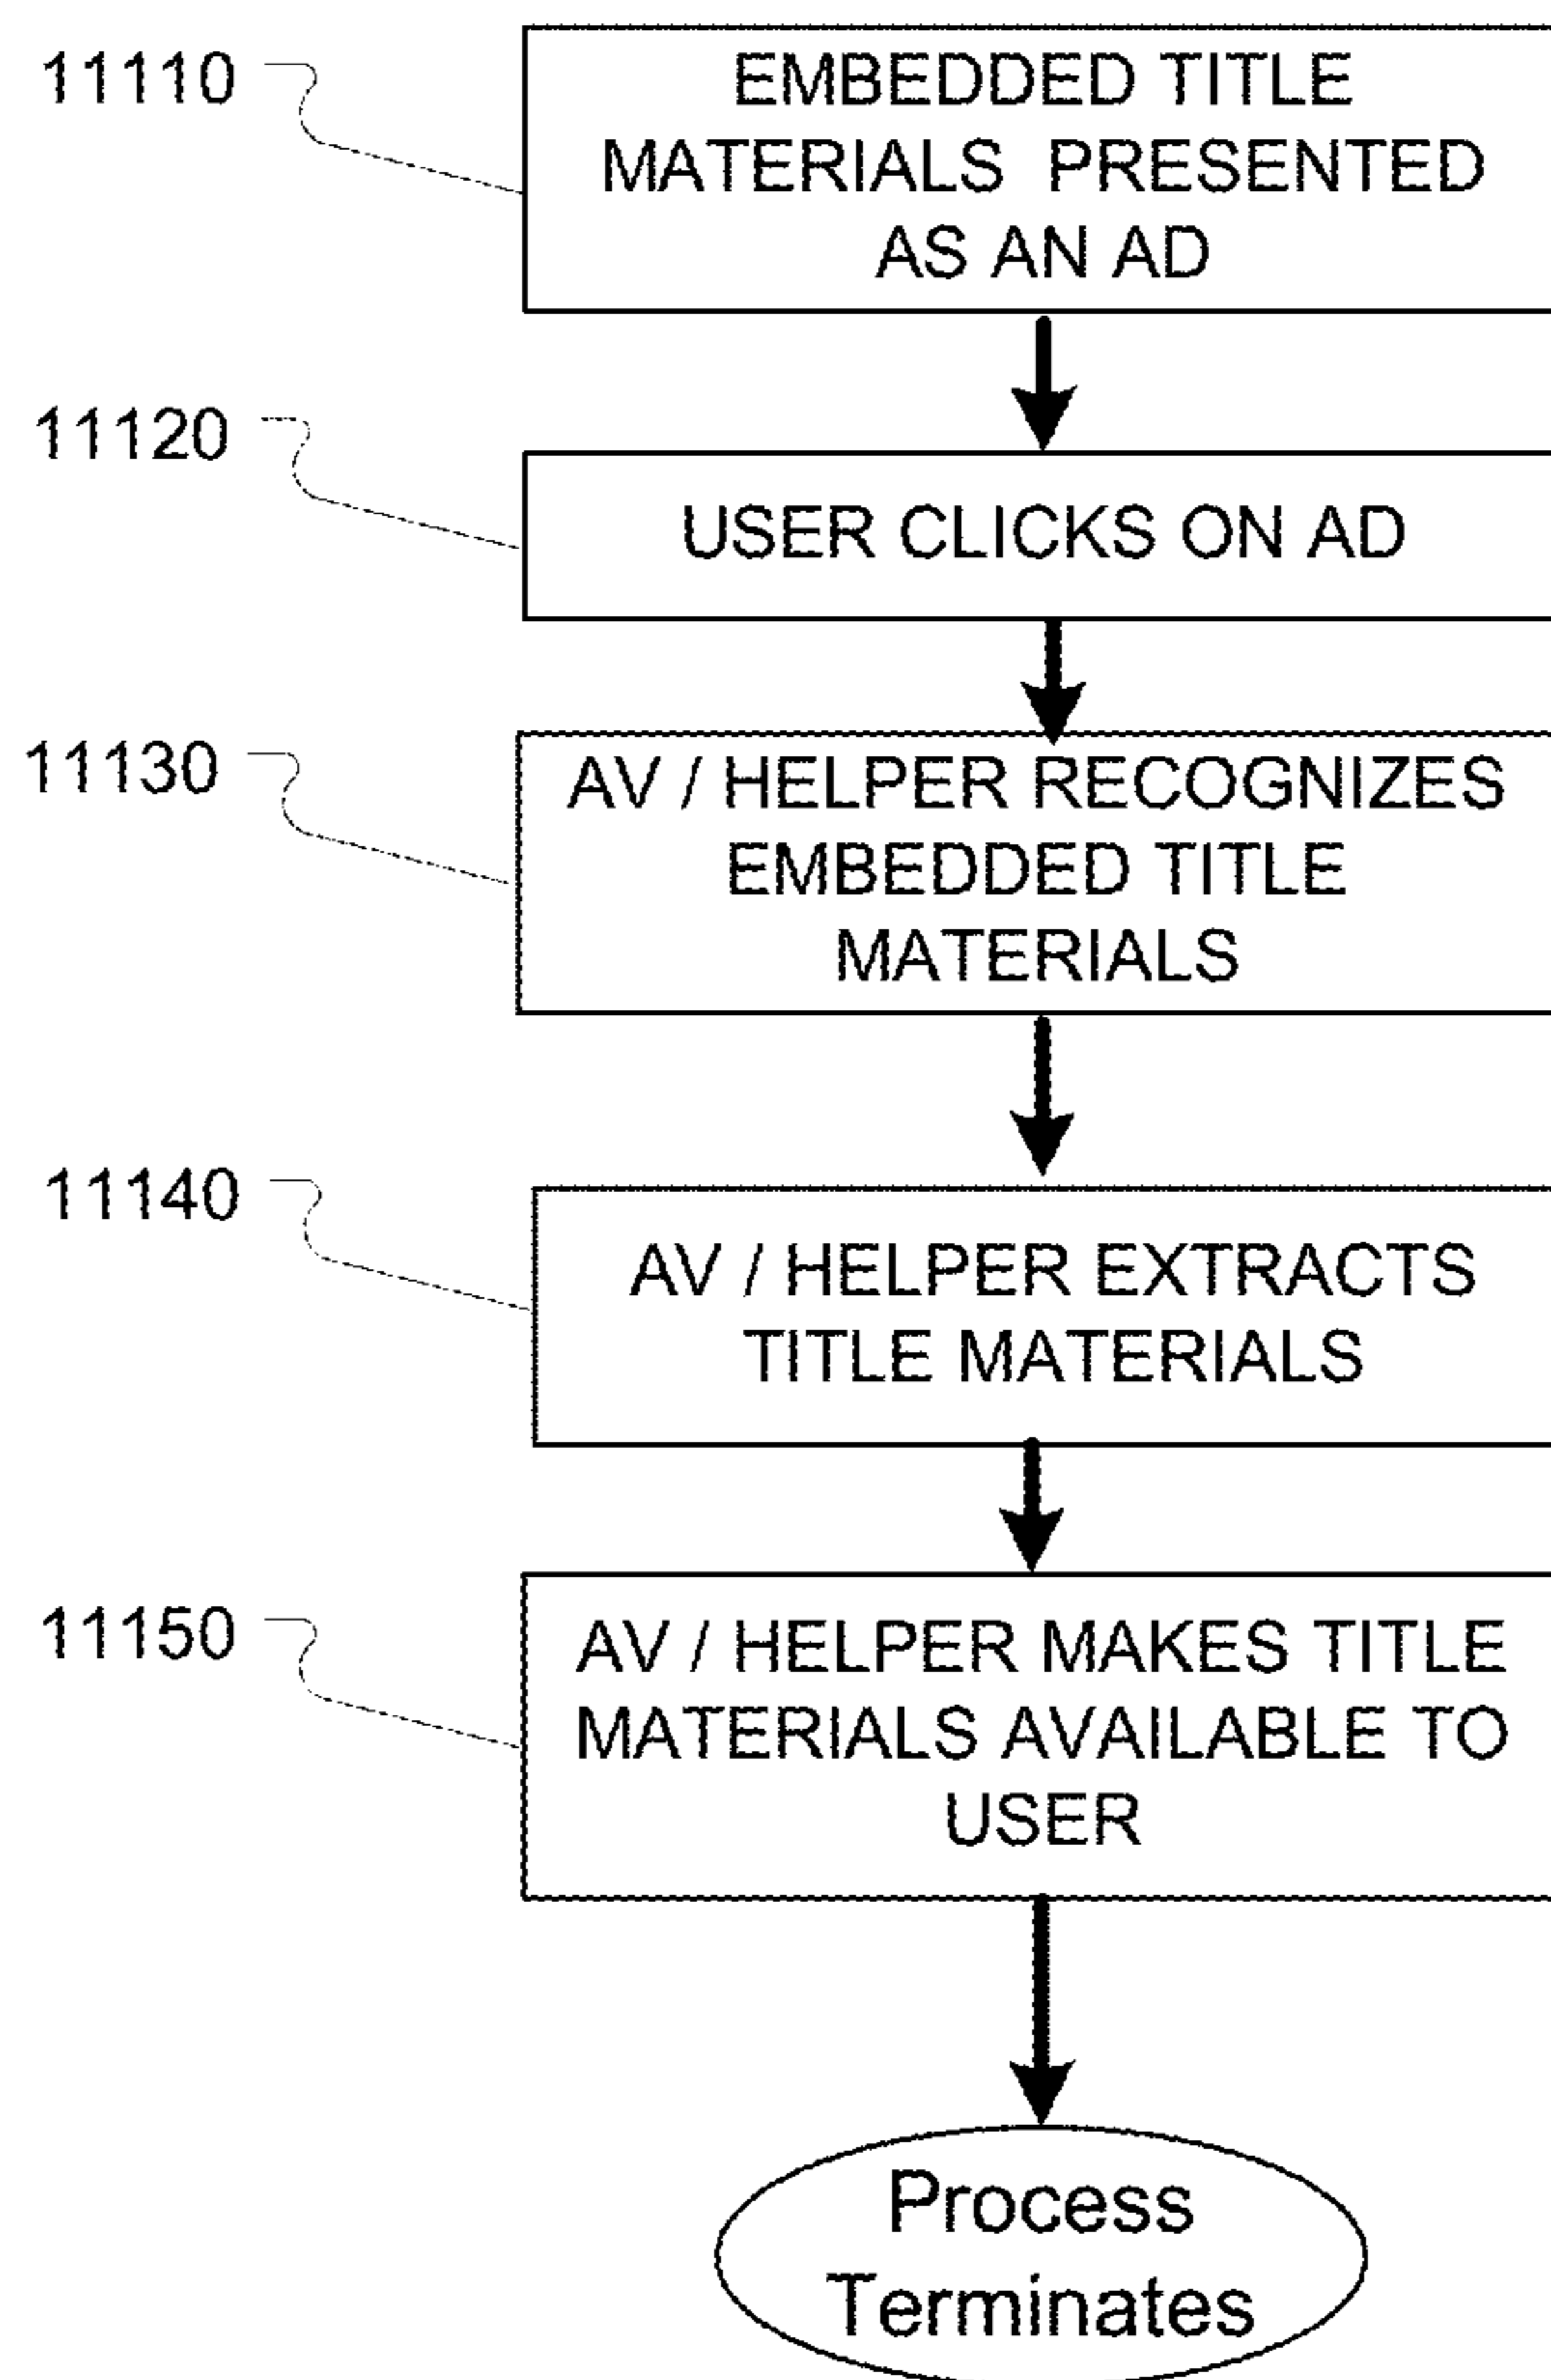 11110
EMBEDDED TITLE
MATERIALS PRESENTED
AS AN AD
11120
USER CLICKS ON AD
11130
AV / HELPER RECOGNIZES
EMBEDDED TITLE
MATERIALS
11140
AV / HELPER EXTRACTS
TITLE MATERIALS
11150
AV / HELPER MAKES TITLE
MATERIALS AVAILABLE TO
USER
Process
Terminates